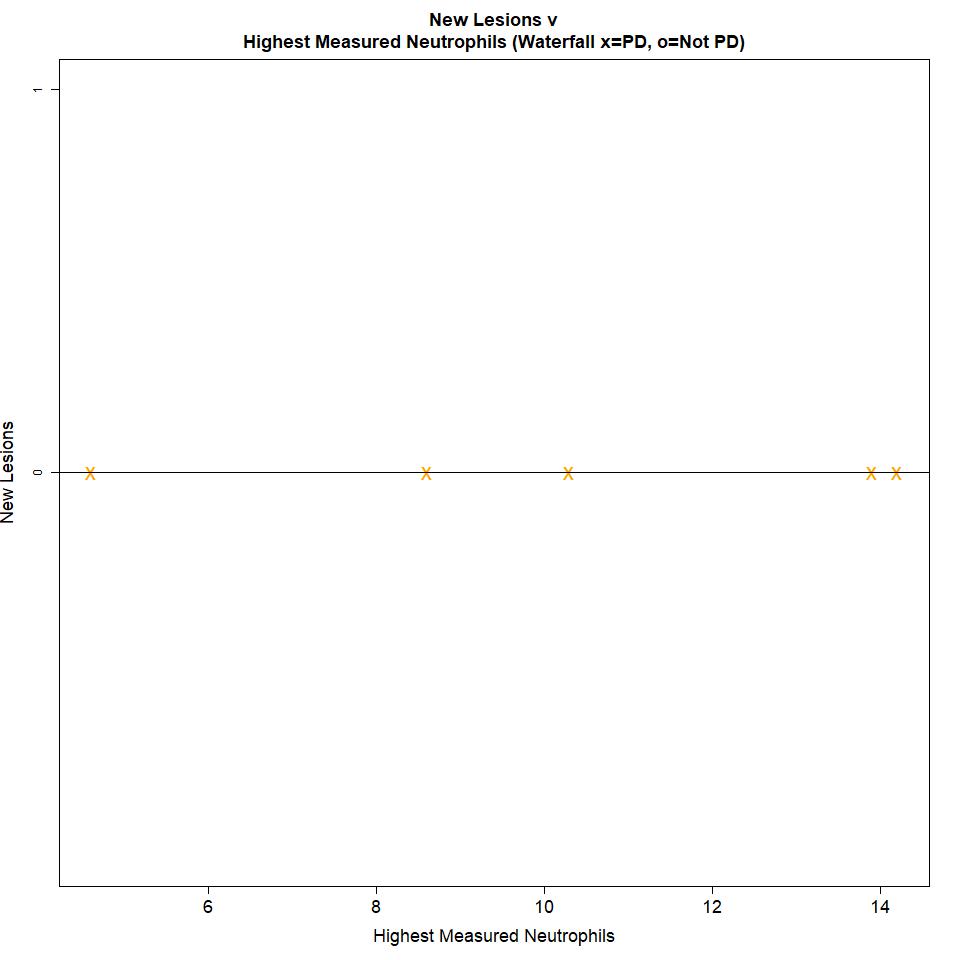 New Lesions v
Highest Measured Neutrophils (Waterfall x=PD, o=Not PD)
1
0
New Lesions
x x x x x
6 8 10 12 14
Highest Measured Neutrophils